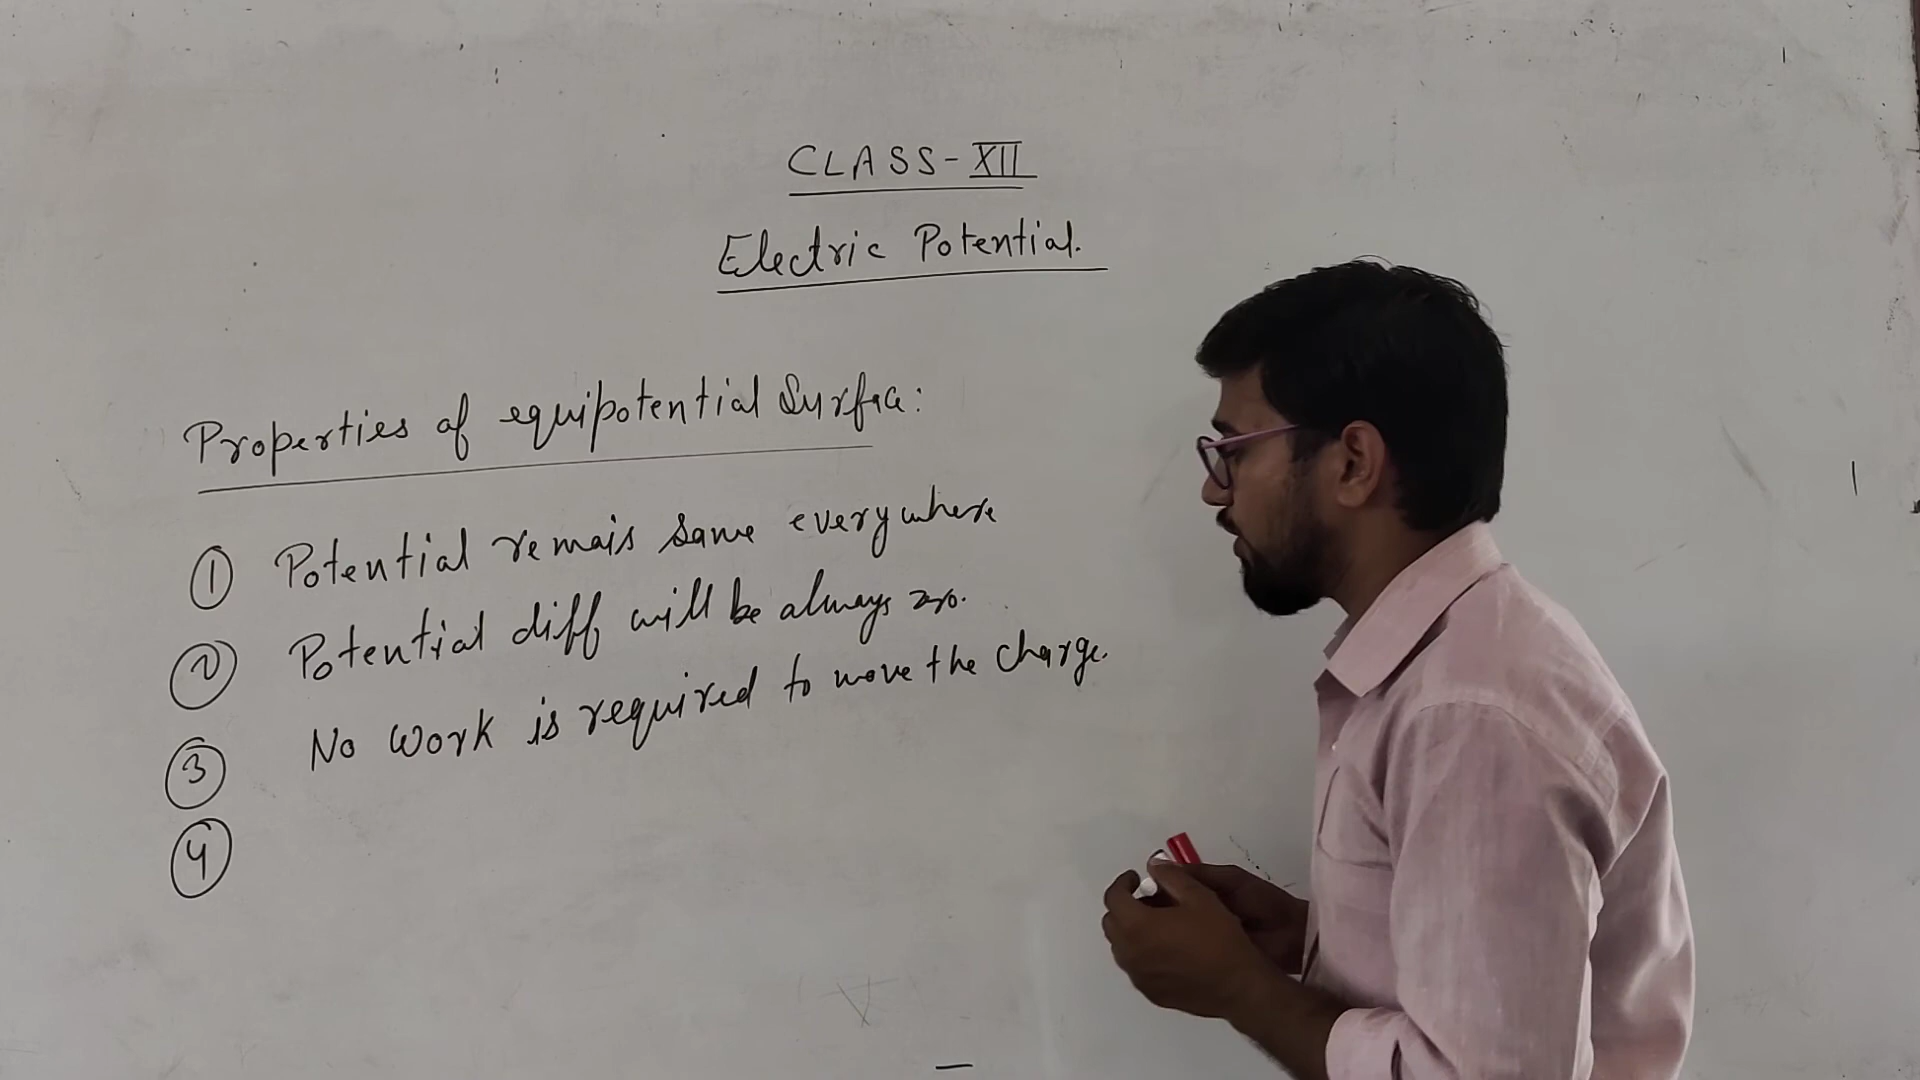 CLASS-XII
Electric Potential.
Properties of equipotential Surface:
① Potential remais same everywhere
② Potential diff will be always zero.
③ No work is required to move the charge.
④